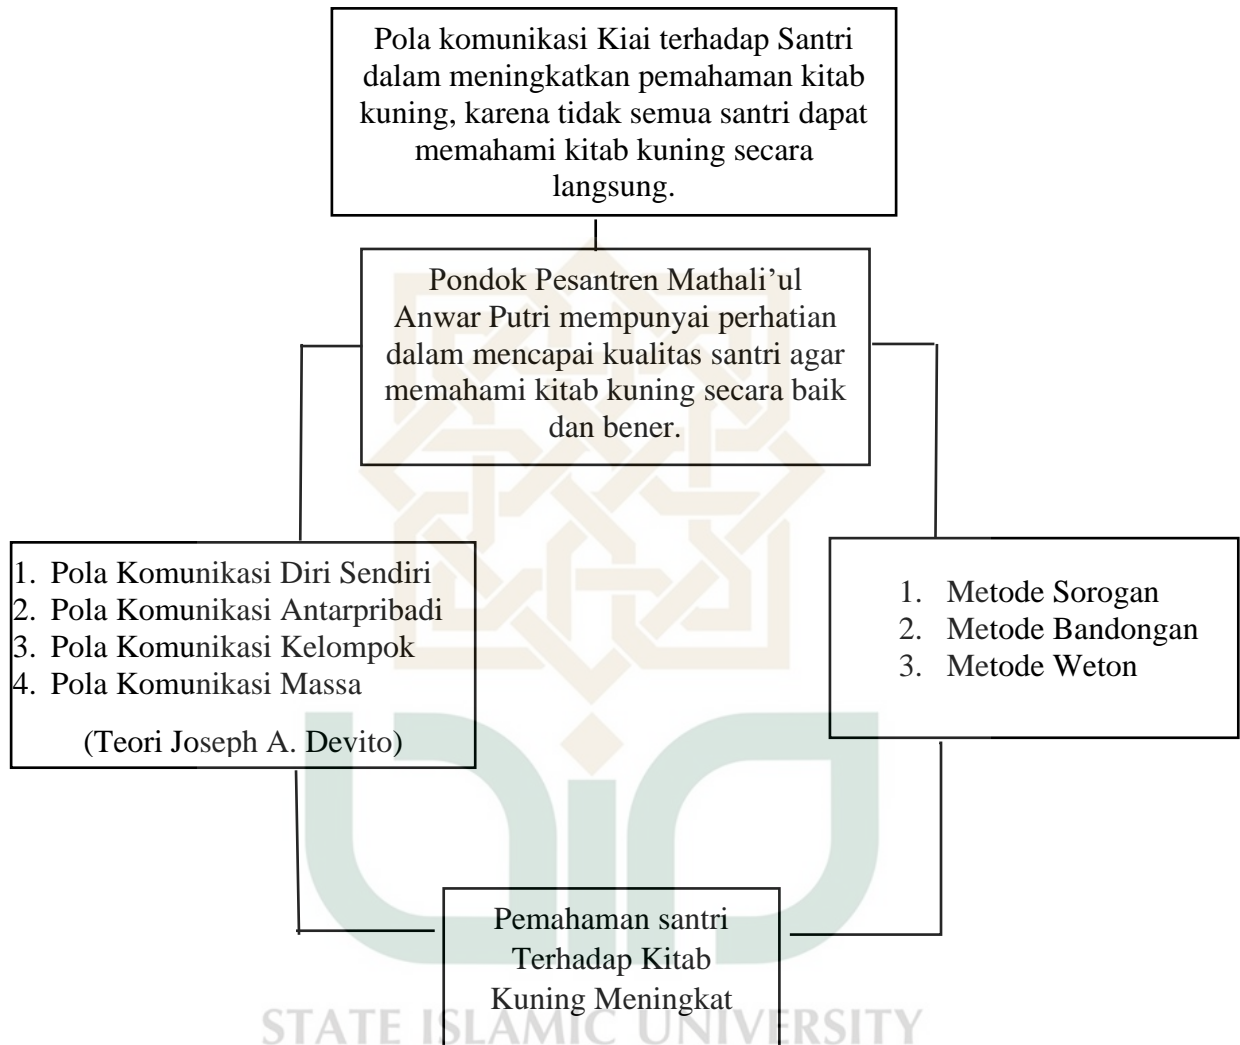 Pola komunikasi Kiai terhadap Santri
dalam meningkatkan pemahaman kitab
kuning, karena tidak semua santri dapat
memahami kitab kuning secara
langsung.
Pondok Pesantren Mathali’ul
Anwar Putri mempunyai perhatian
dalam mencapai kualitas santri agar
memahami kitab kuning secara baik
dan bener.
1. Pola Komunikasi Diri Sendiri
2. Pola Komunikasi Antarpribadi
3. Pola Komunikasi Kelompok
4. Pola Komunikasi Massa
(Teori Joseph A. Devito)
1. Metode Sorogan
2. Metode Bandongan
3. Metode Weton
Pemahaman santri
Terhadap Kitab
Kuning Meningkat
STATE ISLAMIC UNIVERSITY